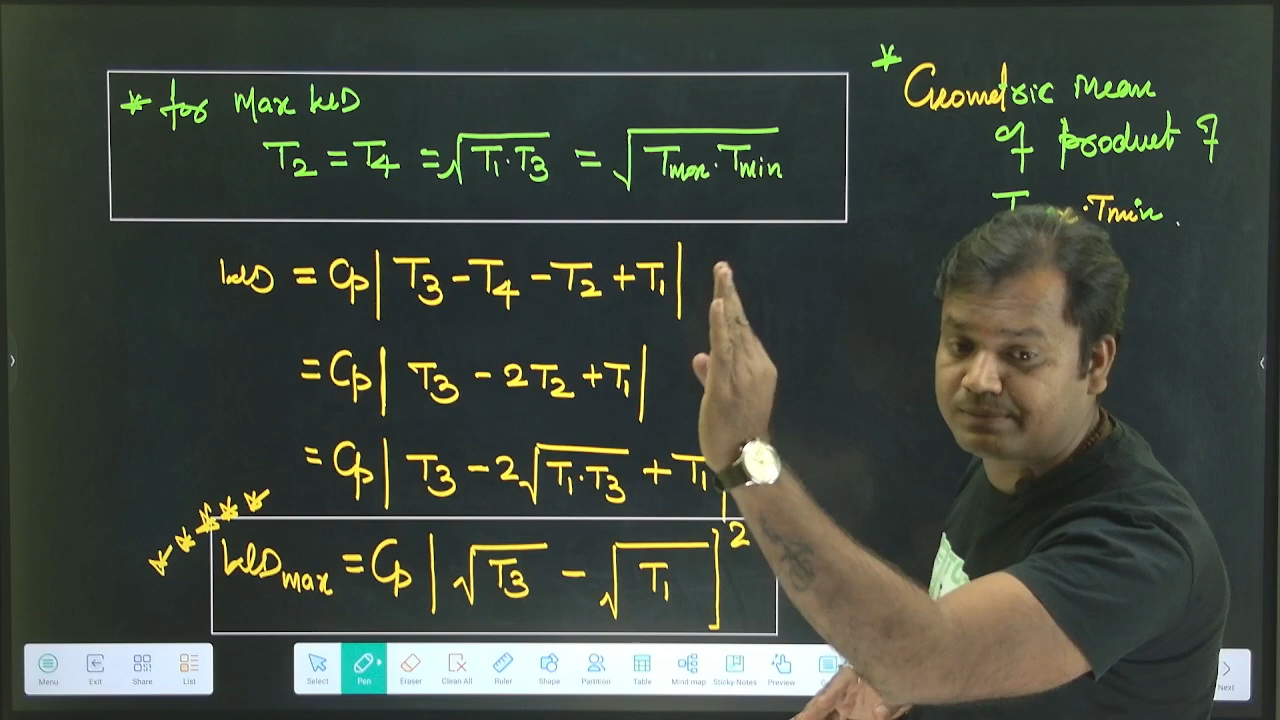 * for Max WD
T₂ = T₄ = √(T₁·T₃) = √(Tmax·Tmin)
* Geometric Mean
of product of
·Tmin.
WD = Cp | T₃ - T₄ - T₂ + T₁ |
= Cp | T₃ - 2T₂ + T₁ |
= Cp | T₃ - 2√(T₁·T₃) + T₁ |
WDmax = Cp | √T₃ - √T₁ ]²
Menu Exit Share List Select Pen Eraser Clean All Ruler Shape Partition Table Mind map Sticky Notes Preview Next